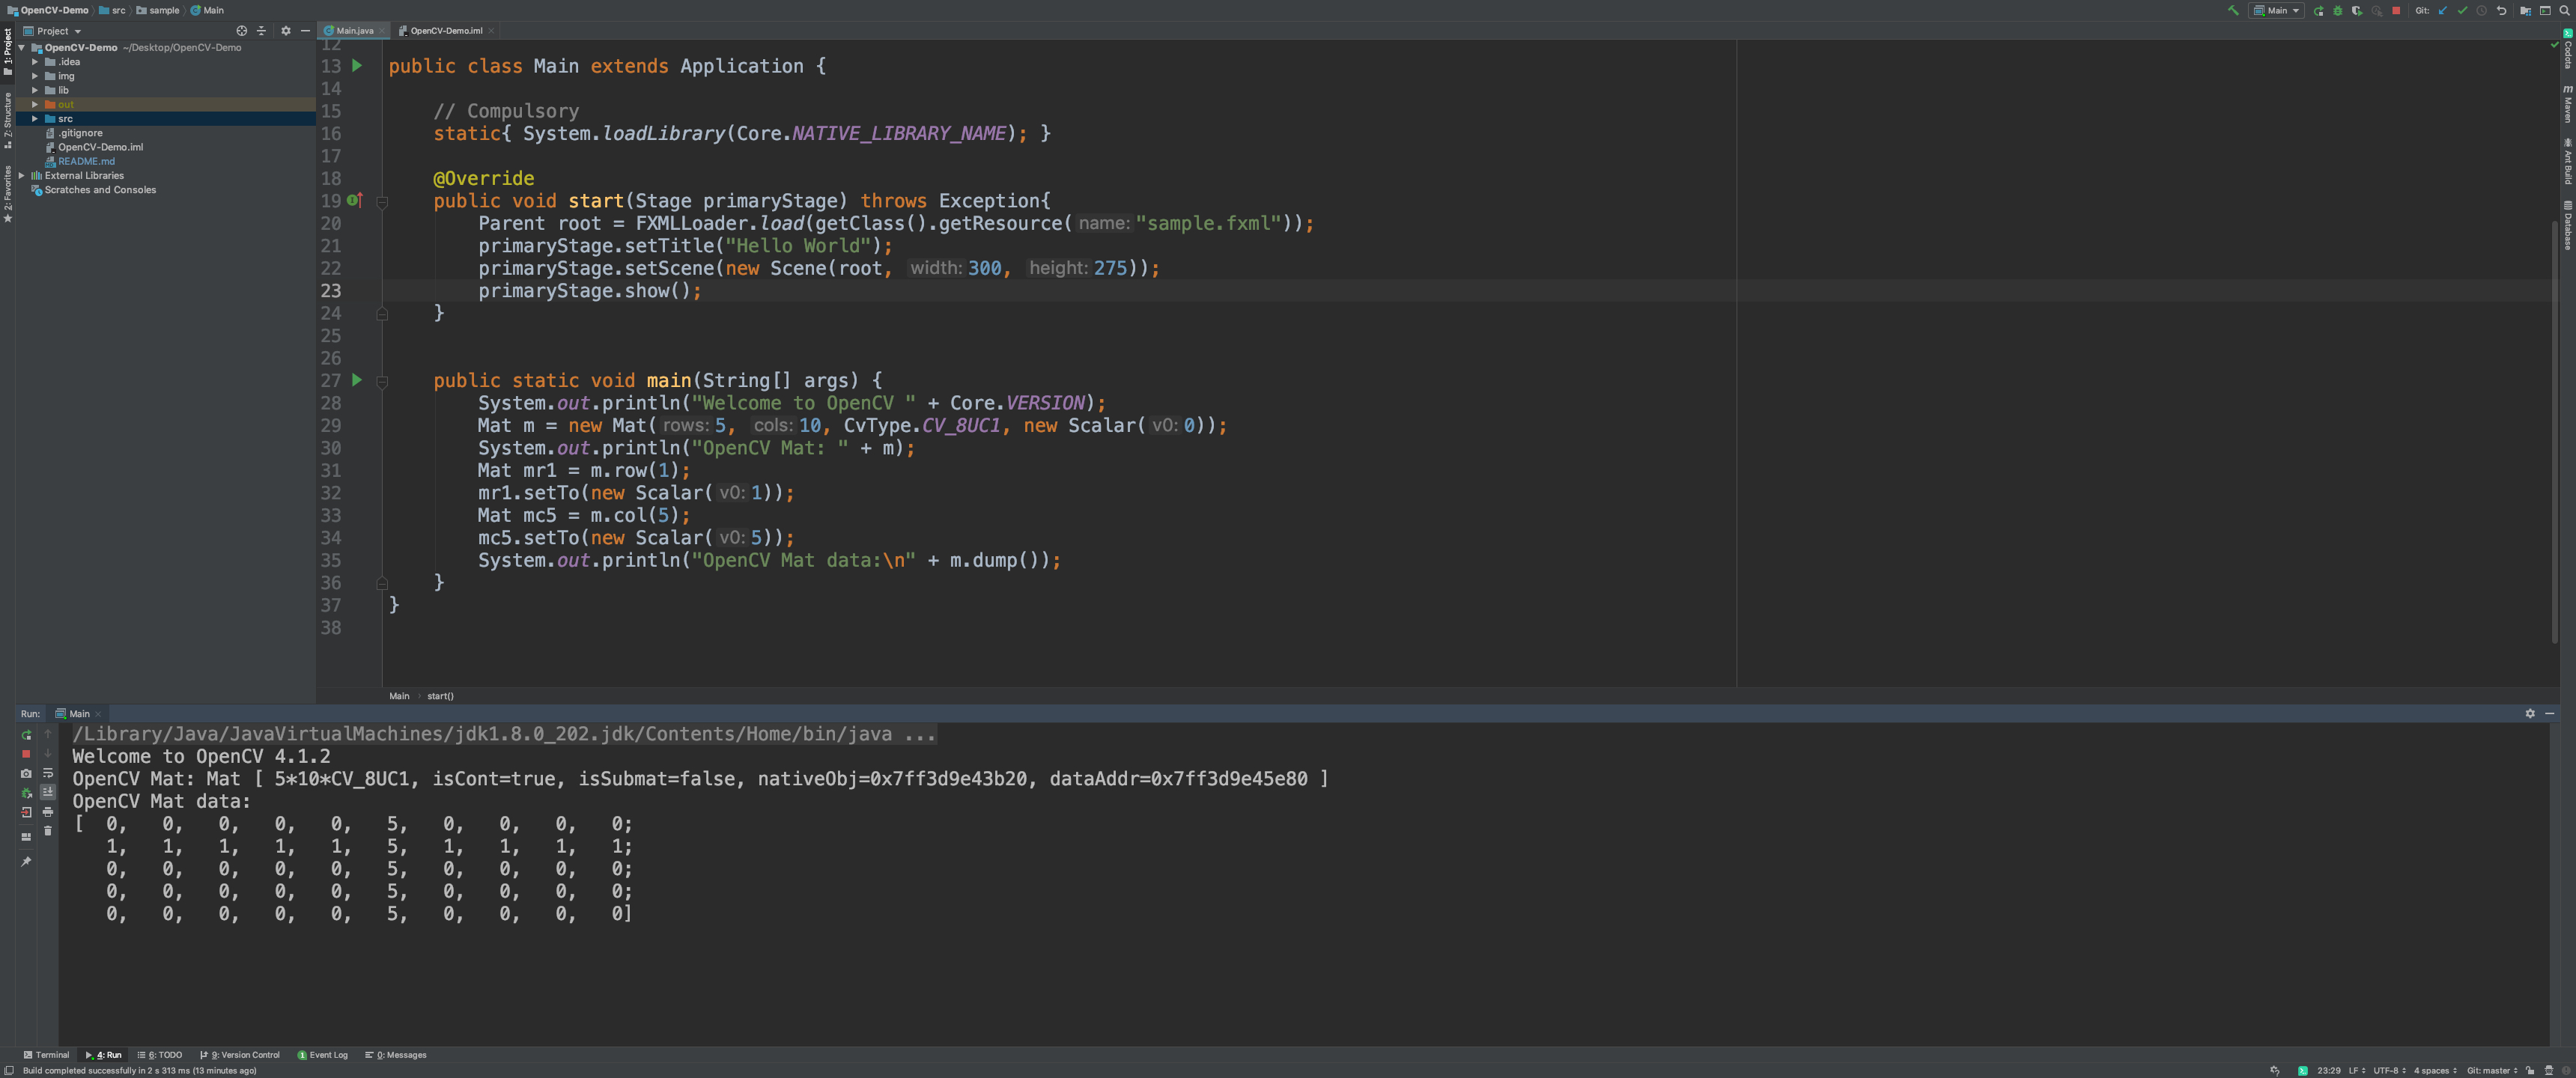 OpenCV-Demo src sample Main
Main Git:
Project
Main.java OpenCV-Demo.iml
1: Project
Z: Structure
2: Favorites
OpenCV-Demo ~/Desktop/OpenCV-Demo
.idea
img
lib
out
src
.gitignore
OpenCV-Demo.iml
README.md
External Libraries
Scratches and Consoles
12
13 public class Main extends Application {
14
15 // Compulsory
16 static{ System.loadLibrary(Core.NATIVE_LIBRARY_NAME); }
17
18 @Override
19 public void start(Stage primaryStage) throws Exception{
20 Parent root = FXMLLoader.load(getClass().getResource( name: "sample.fxml"));
21 primaryStage.setTitle("Hello World");
22 primaryStage.setScene(new Scene(root, width: 300, height: 275));
23 primaryStage.show();
24 }
25
26
27 public static void main(String[] args) {
28 System.out.println("Welcome to OpenCV " + Core.VERSION);
29 Mat m = new Mat( rows: 5, cols: 10, CvType.CV_8UC1, new Scalar( v0: 0));
30 System.out.println("OpenCV Mat: " + m);
31 Mat mr1 = m.row(1);
32 mr1.setTo(new Scalar( v0: 1));
33 Mat mc5 = m.col(5);
34 mc5.setTo(new Scalar( v0: 5));
35 System.out.println("OpenCV Mat data:\n" + m.dump());
36 }
37 }
38
Main start()
Codota
m Maven
Ant Build
Database
Run: Main
/Library/Java/JavaVirtualMachines/jdk1.8.0_202.jdk/Contents/Home/bin/java ...
Welcome to OpenCV 4.1.2
OpenCV Mat: Mat [ 5*10*CV_8UC1, isCont=true, isSubmat=false, nativeObj=0x7ff3d9e43b20, dataAddr=0x7ff3d9e45e80 ]
OpenCV Mat data:
[ 0, 0, 0, 0, 0, 5, 0, 0, 0, 0;
1, 1, 1, 1, 1, 5, 1, 1, 1, 1;
0, 0, 0, 0, 0, 5, 0, 0, 0, 0;
0, 0, 0, 0, 0, 5, 0, 0, 0, 0;
0, 0, 0, 0, 0, 5, 0, 0, 0, 0]
Terminal 4: Run 6: TODO 9: Version Control 1 Event Log 0: Messages
Build completed successfully in 2 s 313 ms (13 minutes ago)
23:29 LF UTF-8 4 spaces Git: master